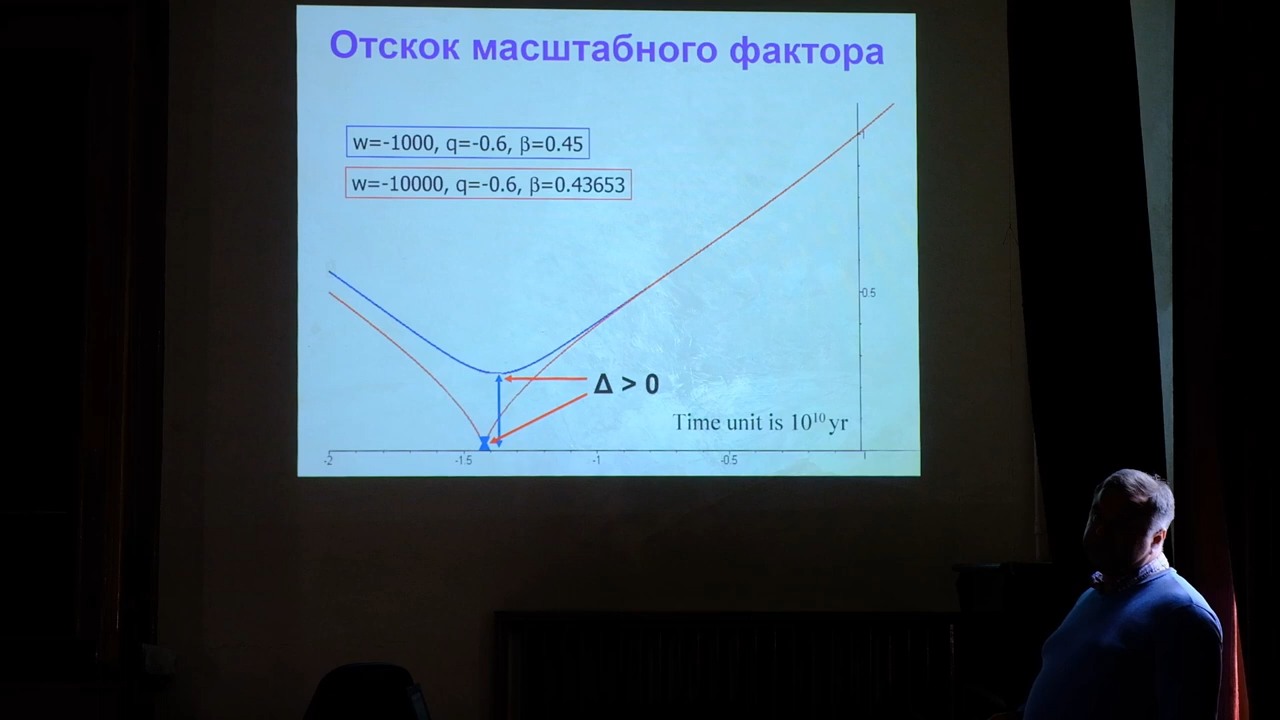 Отскок масштабного фактора
w=-1000, q=-0.6, β=0.45
w=-10000, q=-0.6, β=0.43653
1
0.5
Δ > 0
Time unit is 10¹⁰ yr
-2
-1.5
-1
-0.5